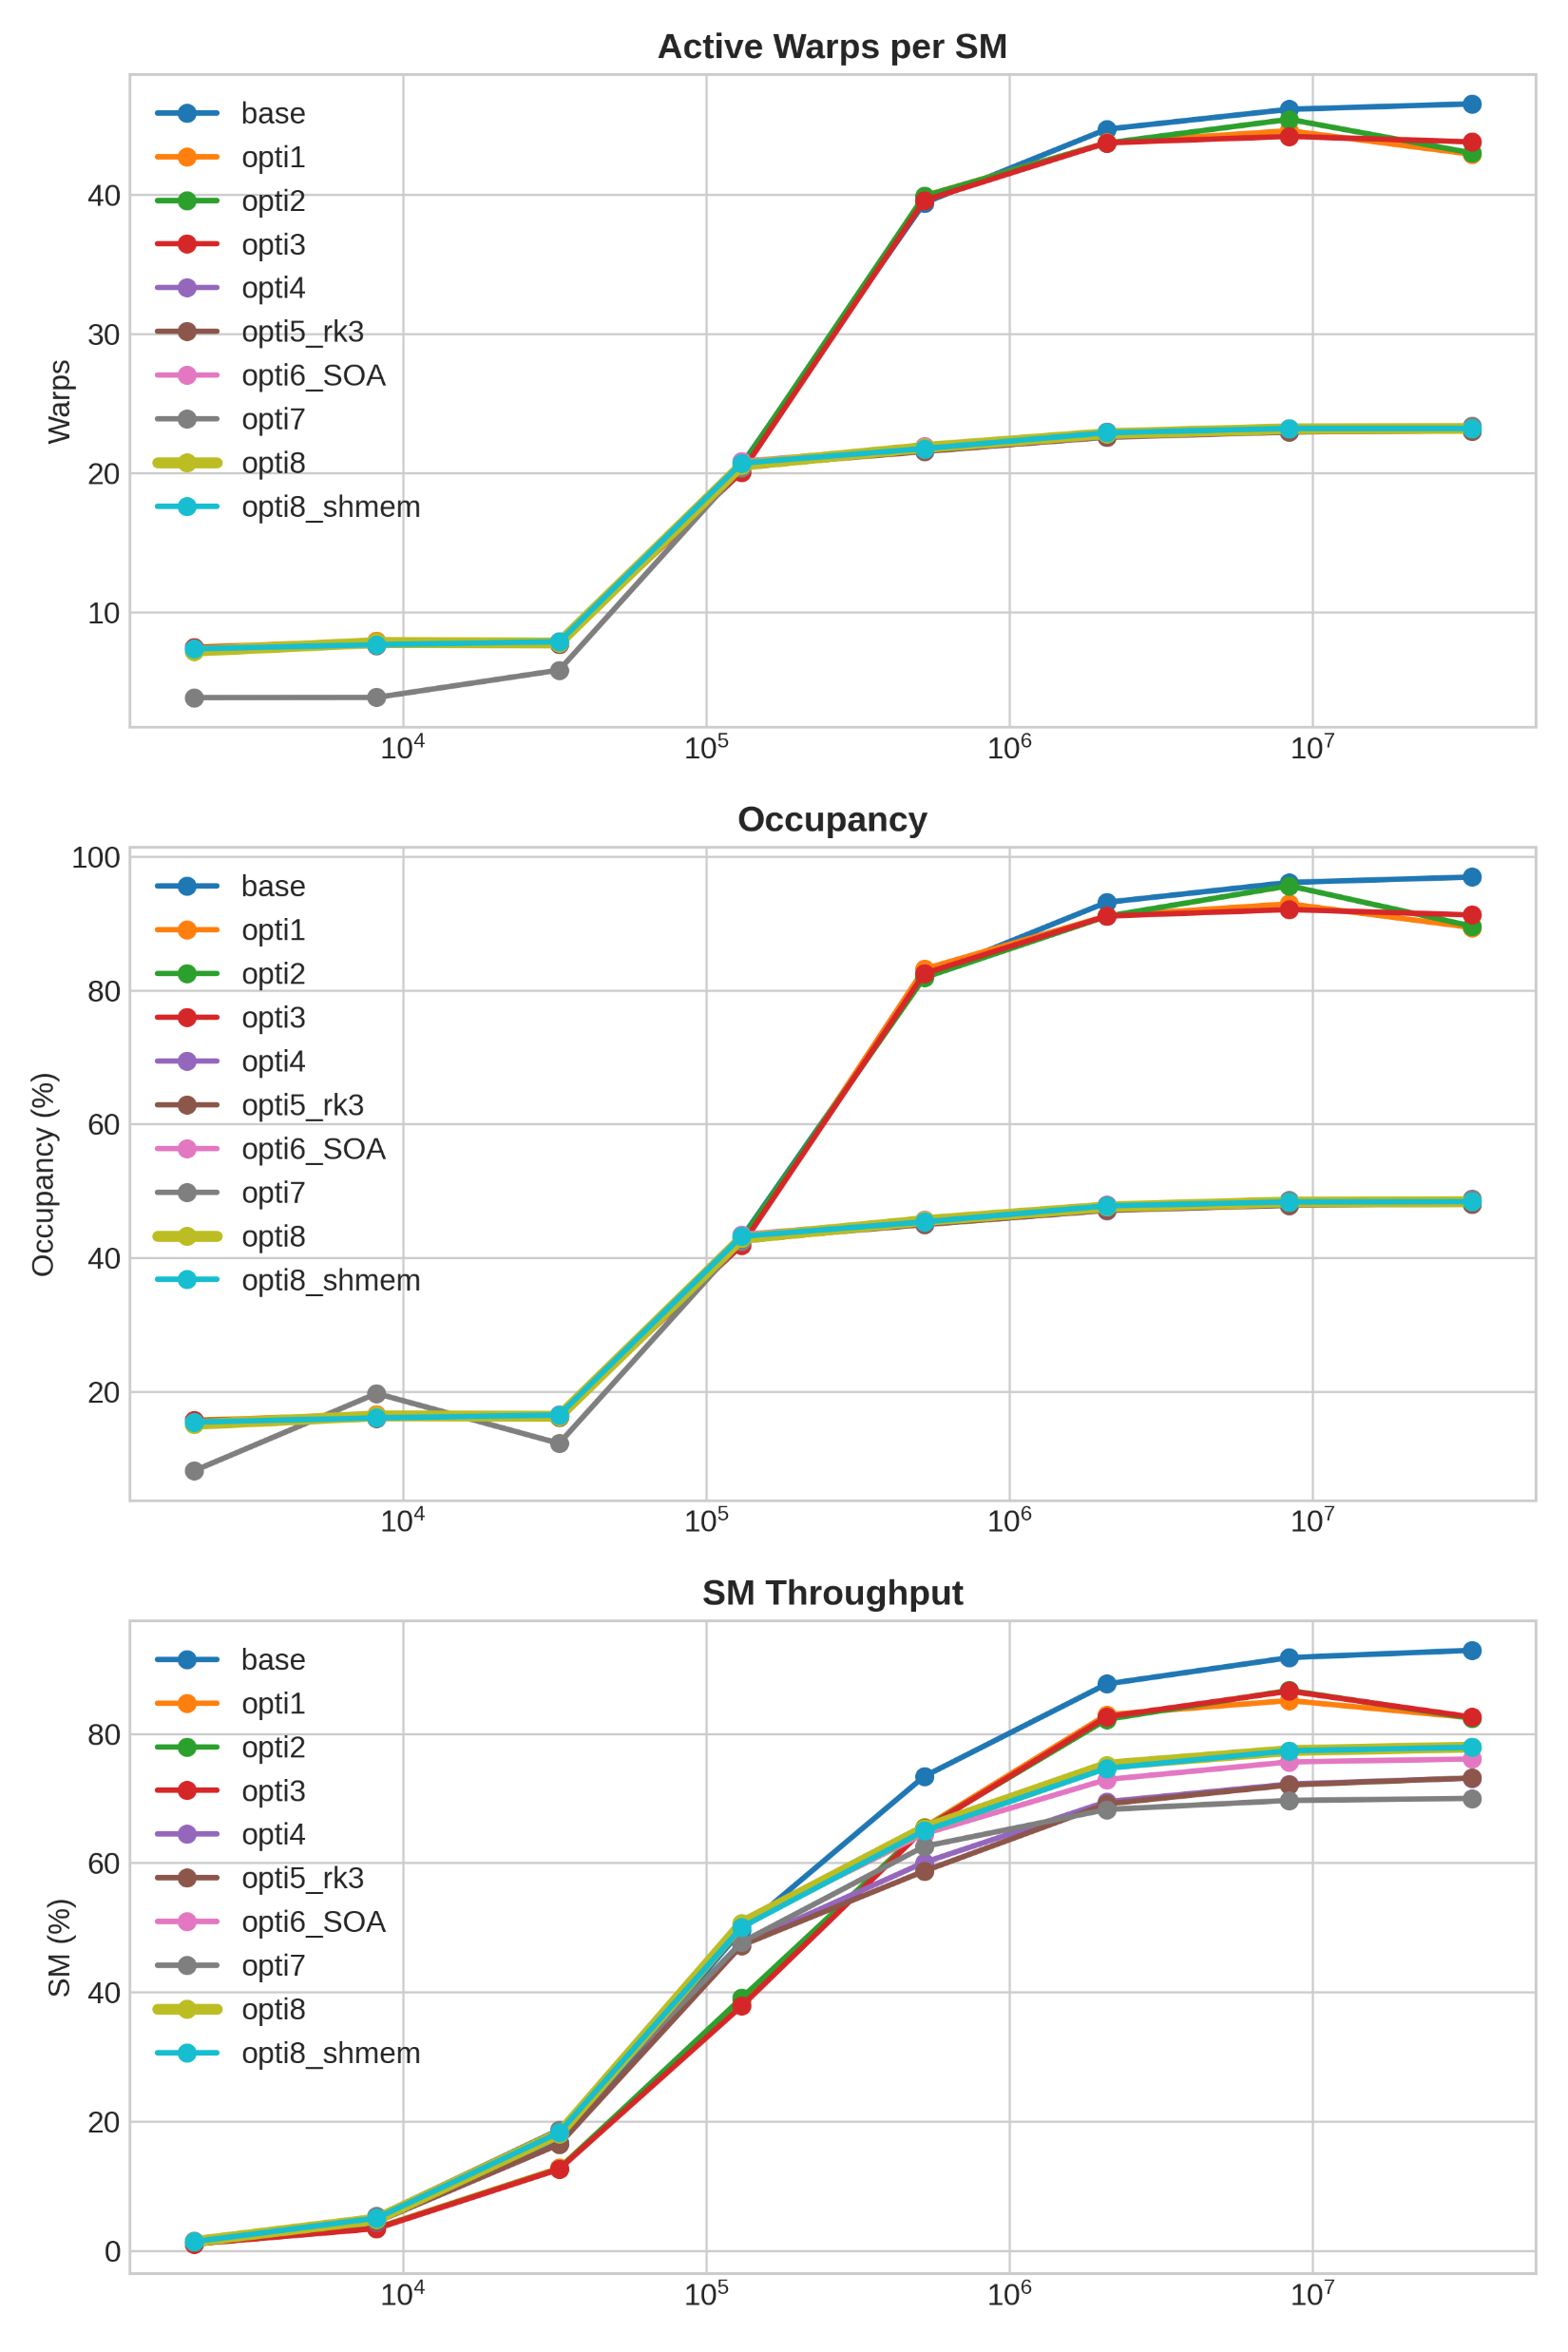 Active Warps per SM
Warps
40
30
20
10
base
opti1
opti2
opti3
opti4
opti5_rk3
opti6_SOA
opti7
opti8
opti8_shmem
10⁴ 10⁵ 10⁶ 10⁷
Occupancy
Occupancy (%)
100
80
60
40
20
base
opti1
opti2
opti3
opti4
opti5_rk3
opti6_SOA
opti7
opti8
opti8_shmem
10⁴ 10⁵ 10⁶ 10⁷
SM Throughput
SM (%)
80
60
40
20
0
base
opti1
opti2
opti3
opti4
opti5_rk3
opti6_SOA
opti7
opti8
opti8_shmem
10⁴ 10⁵ 10⁶ 10⁷